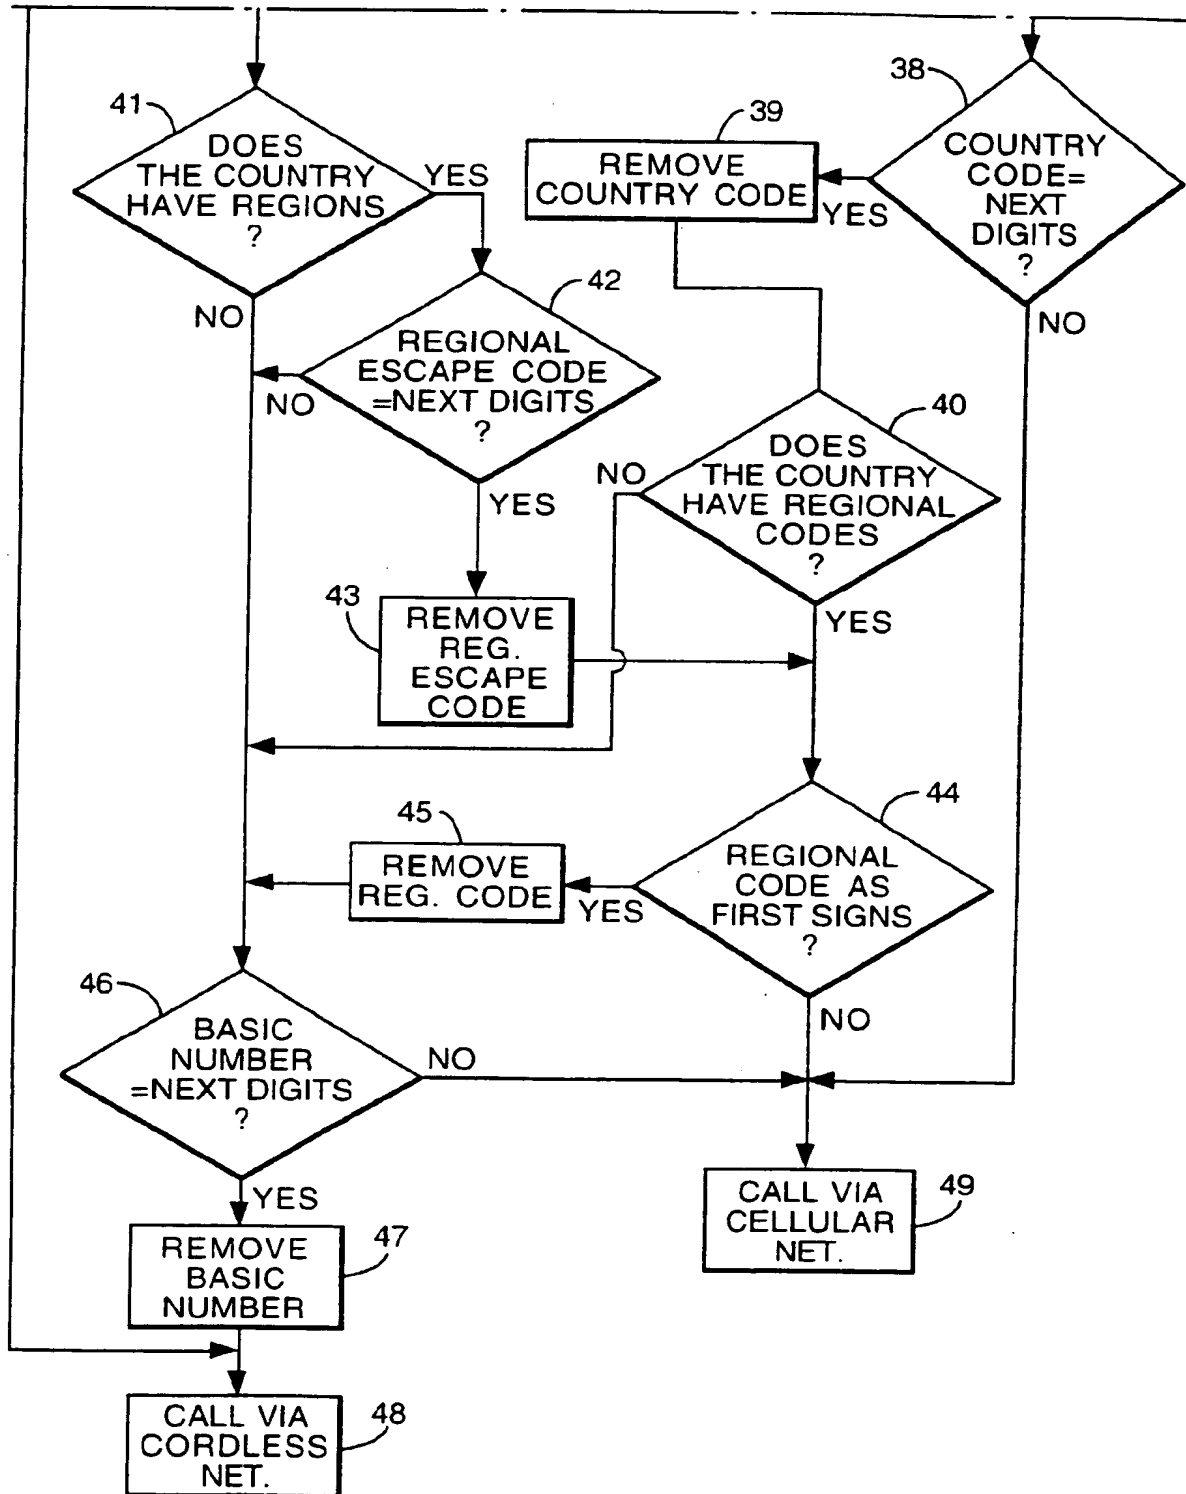 38
COUNTRY
CODE=
NEXT
DIGITS
?
YES
NO
39
REMOVE
COUNTRY CODE
41
DOES
THE COUNTRY
HAVE REGIONS
?
YES
NO
42
REGIONAL
ESCAPE CODE
=NEXT DIGITS
?
NO
YES
40
DOES
THE COUNTRY
HAVE REGIONAL
CODES
?
NO
YES
43
REMOVE
REG.
ESCAPE
CODE
44
REGIONAL
CODE AS
FIRST SIGNS
?
YES
NO
45
REMOVE
REG. CODE
46
BASIC
NUMBER
=NEXT DIGITS
?
NO
YES
47
REMOVE
BASIC
NUMBER
49
CALL VIA
CELLULAR
NET.
48
CALL VIA
CORDLESS
NET.